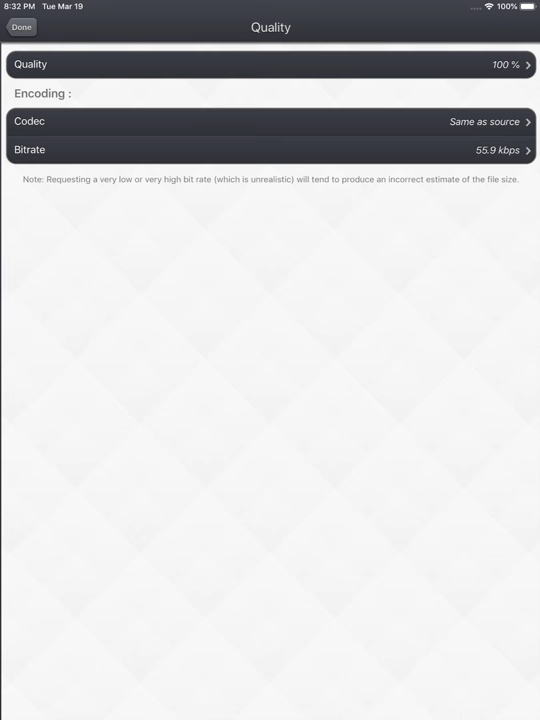 8:32 PM Tue Mar 19
100%
Done
Quality
Quality 100 %
Encoding :
Codec Same as source
Bitrate 55.9 kbps
Note: Requesting a very low or very high bit rate (which is unrealistic) will tend to produce an incorrect estimate of the file size.